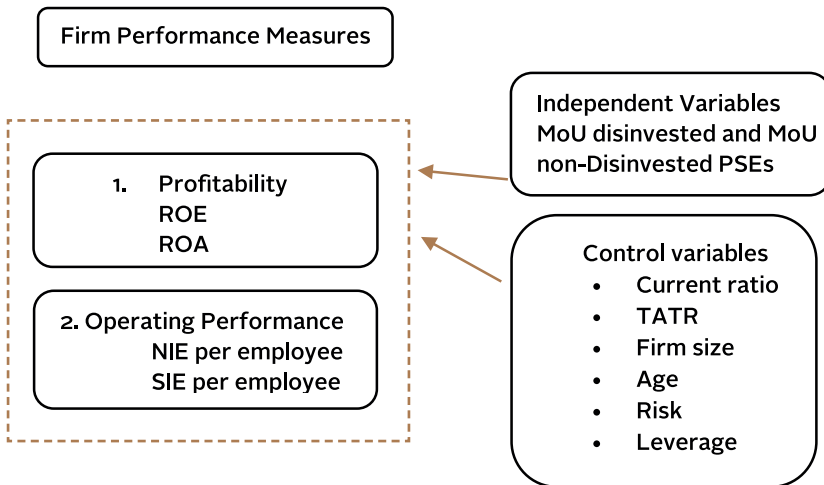 Firm Performance Measures
1. Profitability
ROE
ROA
2. Operating Performance
NIE per employee
SIE per employee
Independent Variables
MoU disinvested and MoU
non-Disinvested PSEs
Control variables
• Current ratio
• TATR
• Firm size
• Age
• Risk
• Leverage